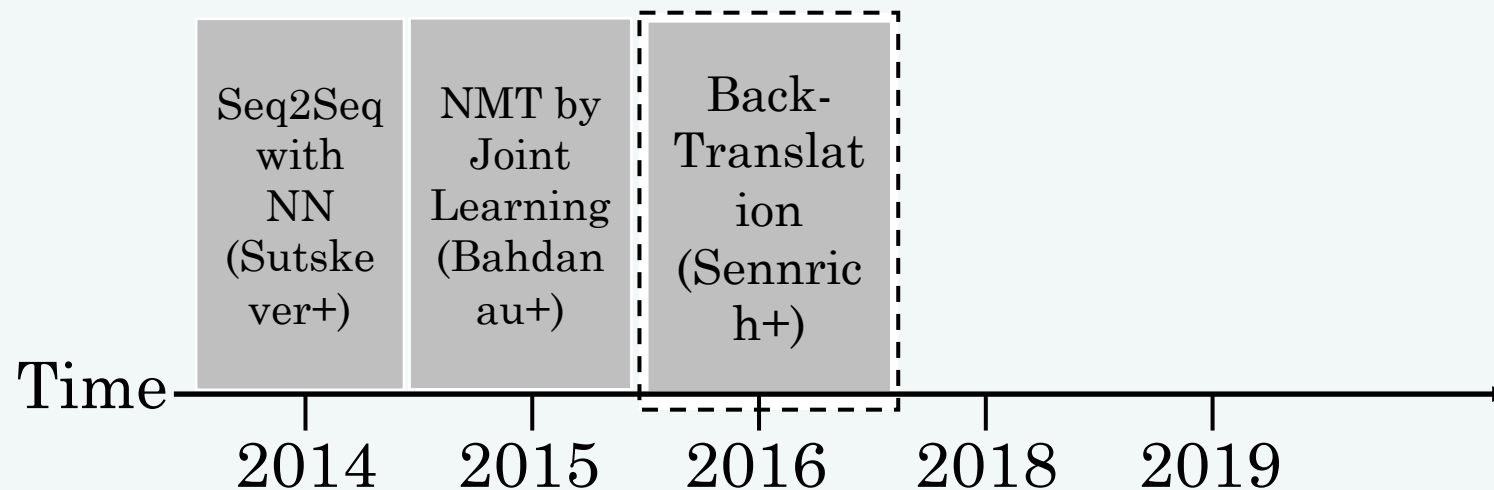 Seq2Seq
with
NN
(Sutske
ver+)
NMT by
Joint
Learning
(Bahdan
au+)
Back-
Translat
ion
(Sennric
h+)
Time
2014 2015 2016 2018 2019